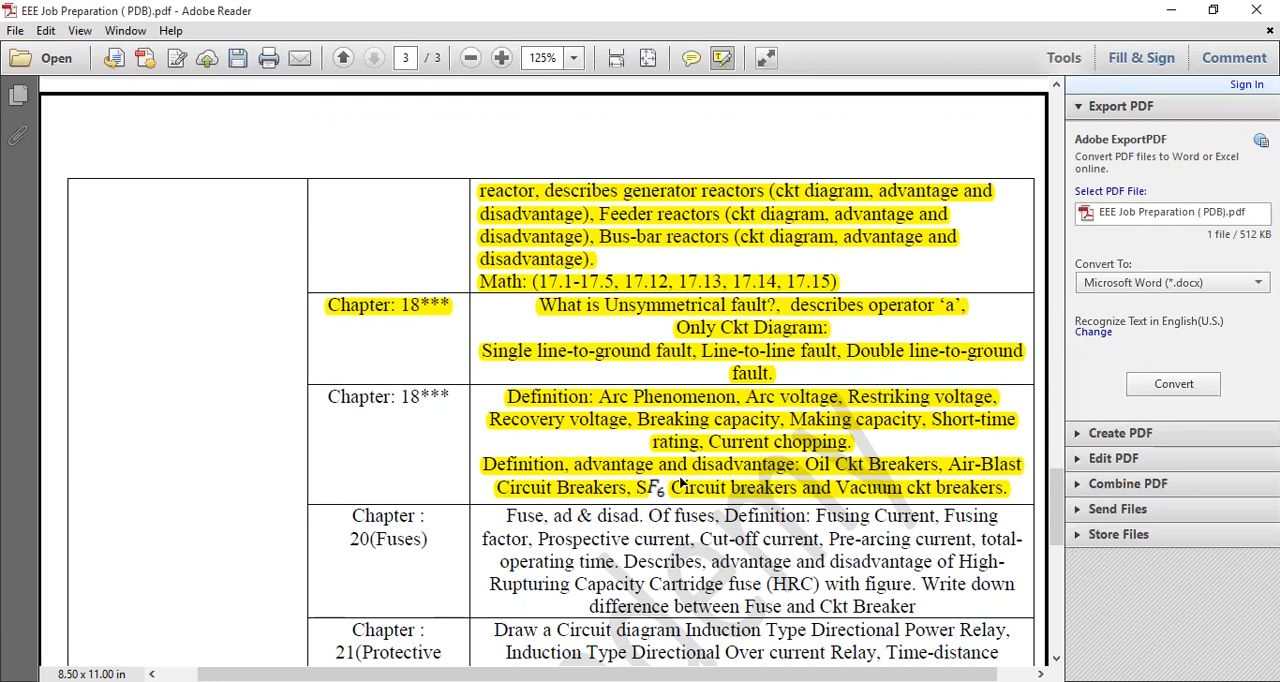 EEE Job Preparation ( PDB).pdf - Adobe Reader
File Edit View Window Help
Open 3 / 3 125% Tools Fill & Sign Comment
Sign In
Export PDF
Adobe ExportPDF
Convert PDF files to Word or Excel
online.
Select PDF File:
EEE Job Preparation ( PDB).pdf
1 file / 512 KB
Convert To:
Microsoft Word (*.docx)
Recognize Text in English(U.S.)
Change
Convert
Create PDF
Edit PDF
Combine PDF
Send Files
Store Files
reactor, describes generator reactors (ckt diagram, advantage and
disadvantage), Feeder reactors (ckt diagram, advantage and
disadvantage), Bus-bar reactors (ckt diagram, advantage and
disadvantage).
Math: (17.1-17.5, 17.12, 17.13, 17.14, 17.15)
Chapter: 18***
What is Unsymmetrical fault?, describes operator ‘a’,
Only Ckt Diagram:
Single line-to-ground fault, Line-to-line fault, Double line-to-ground
fault.
Chapter: 18***
Definition: Arc Phenomenon, Arc voltage, Restriking voltage,
Recovery voltage, Breaking capacity, Making capacity, Short-time
rating, Current chopping.
Definition, advantage and disadvantage: Oil Ckt Breakers, Air-Blast
Circuit Breakers, SF6 Circuit breakers and Vacuum ckt breakers.
Chapter :
20(Fuses)
Fuse, ad & disad. Of fuses, Definition: Fusing Current, Fusing
factor, Prospective current, Cut-off current, Pre-arcing current, total-
operating time. Describes, advantage and disadvantage of High-
Rupturing Capacity Cartridge fuse (HRC) with figure. Write down
difference between Fuse and Ckt Breaker
Chapter :
21(Protective
Draw a Circuit diagram Induction Type Directional Power Relay,
Induction Type Directional Over current Relay, Time-distance
8.50 x 11.00 in